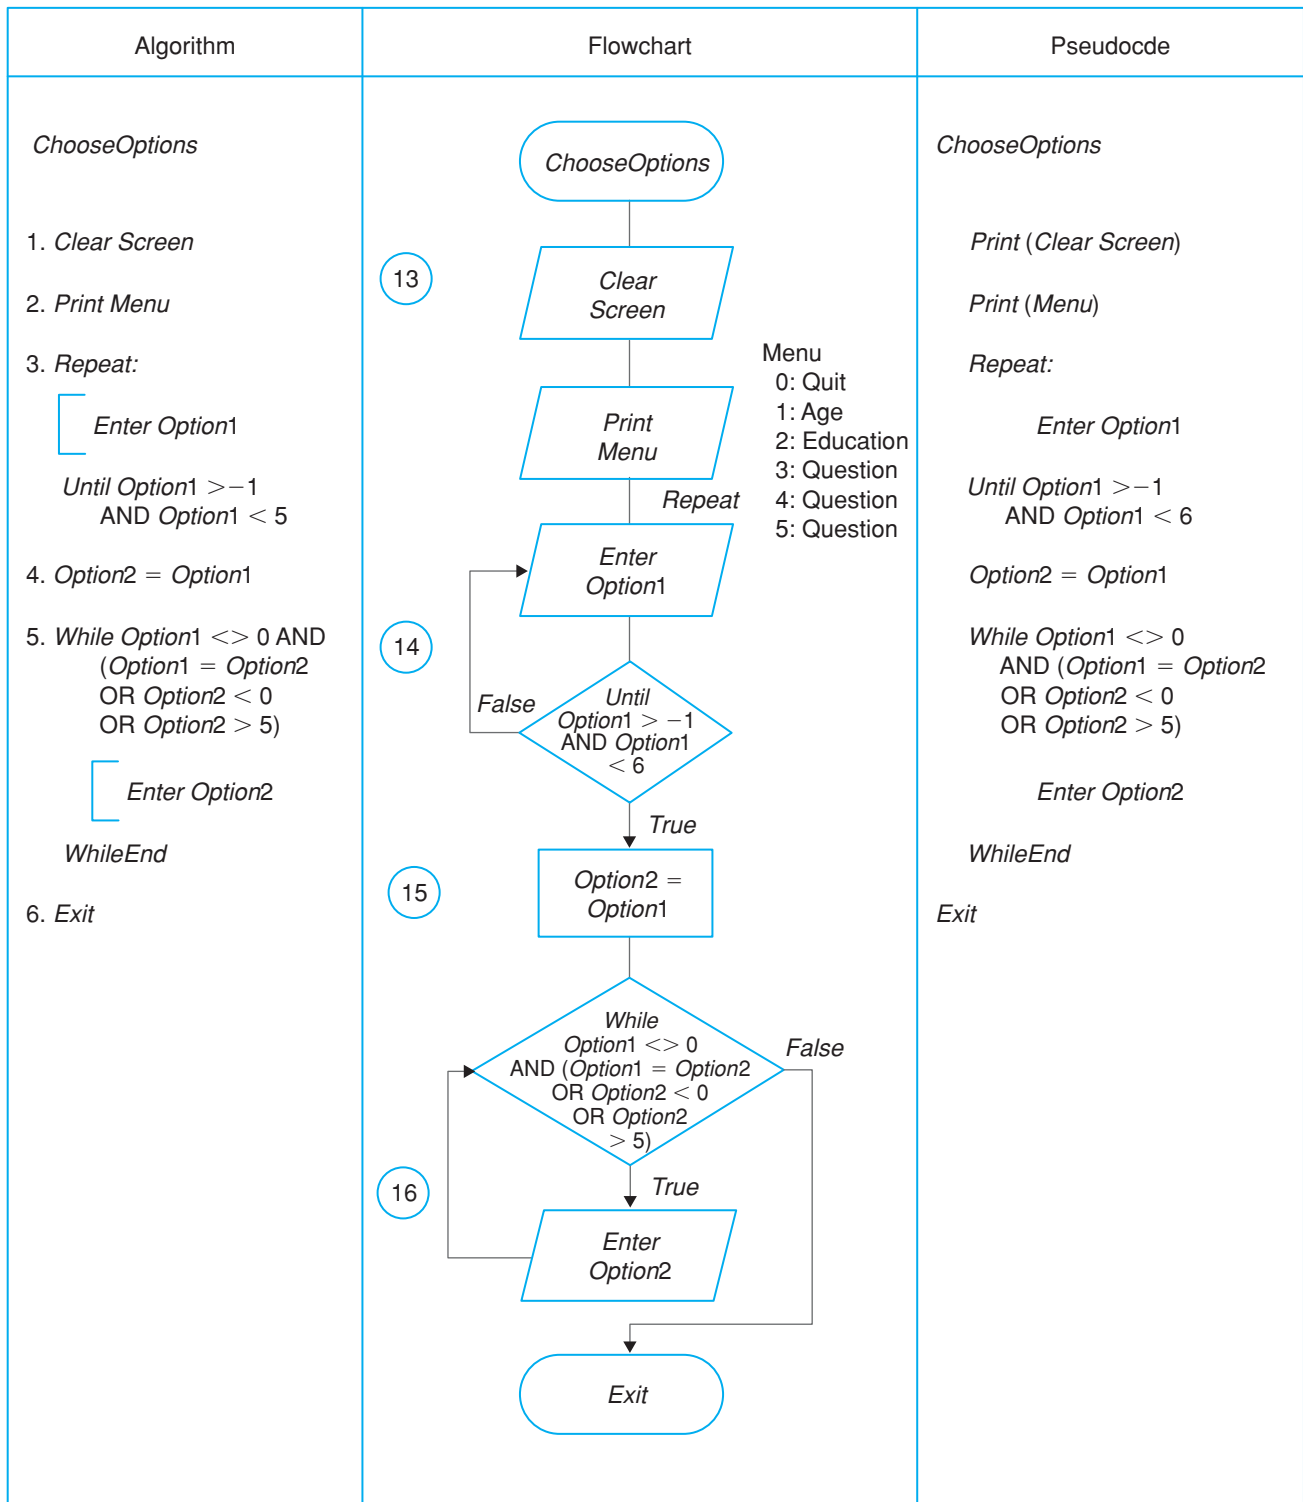 Algorithm
Flowchart
Pseudocde
ChooseOptions
1. Clear Screen
2. Print Menu
3. Repeat:
Enter Option1
Until Option1 >−1
AND Option1 < 5
4. Option2 = Option1
5. While Option1 <> 0 AND
(Option1 = Option2
OR Option2 < 0
OR Option2 > 5)
Enter Option2
WhileEnd
6. Exit
ChooseOptions
13
Clear
Screen
Print
Menu
Menu
0: Quit
1: Age
2: Education
3: Question
4: Question
5: Question
Repeat
Enter
Option1
14
False
Until
Option1 > −1
AND Option1
< 6
True
15
Option2 =
Option1
While
Option1 <> 0
AND (Option1 = Option2
OR Option2 < 0
OR Option2
> 5)
False
True
16
Enter
Option2
Exit
ChooseOptions
Print (Clear Screen)
Print (Menu)
Repeat:
Enter Option1
Until Option1 >−1
AND Option1 < 6
Option2 = Option1
While Option1 <> 0
AND (Option1 = Option2
OR Option2 < 0
OR Option2 > 5)
Enter Option2
WhileEnd
Exit